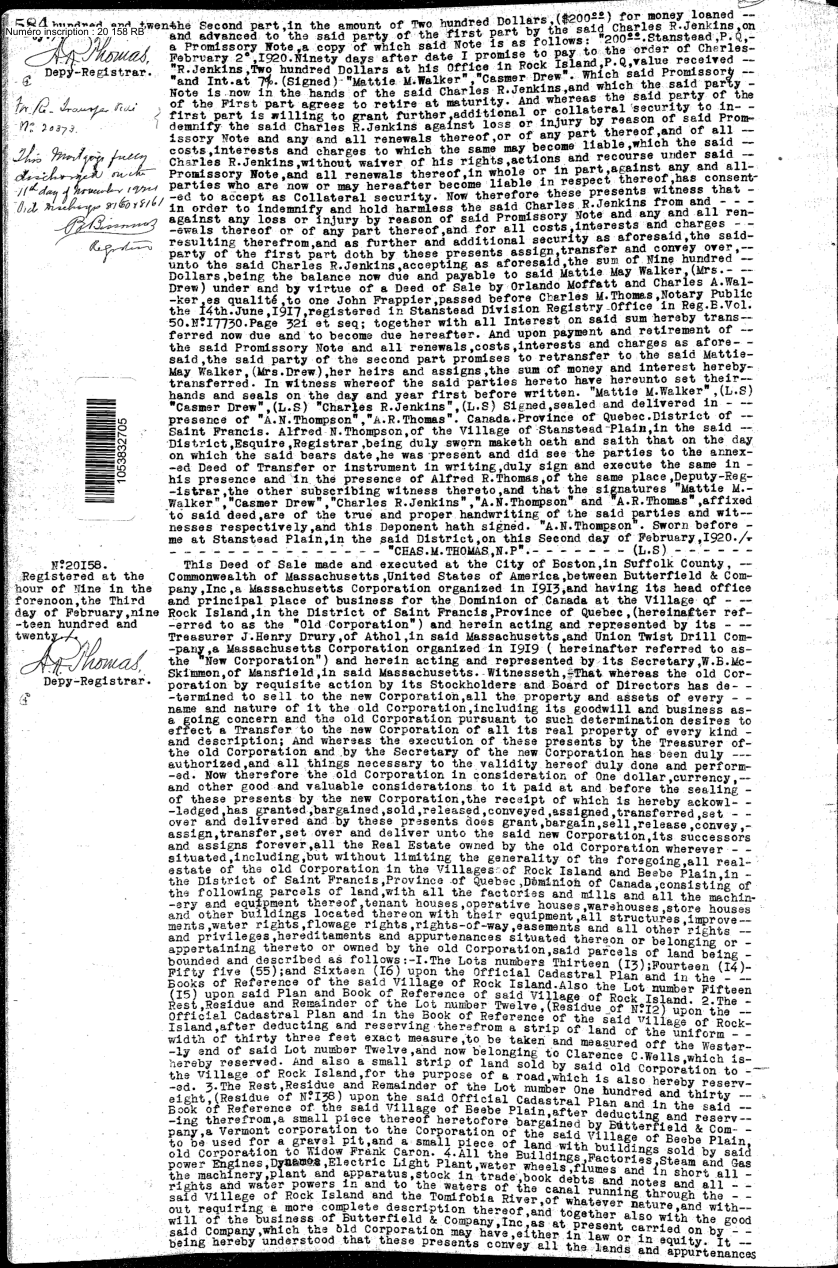 584 hundred and twen-
Numéro inscription : 20 158 RB
A.R. Thomas.
Depy-Registrar.
Nº 20373.
This Mortgage fully
discharged on the
11th day of November 1921
Registrar
1053832705
the Second part,in the amount of Two hundred Dollars,($200⁰⁰) for money loaned --
and advanced to the said party of the first part by the said Charles R.Jenkins,on
a Promissory Note,a copy of which said Note is as follows: "200⁰⁰.Stanstead,P.Q,-
February 2ᵒ,1920.Ninety days after date I promise to pay to the order of Charles-
"R.Jenkins,Two hundred Dollars at his Office in Rock Island,P.Q,value received --
"and Int.at 7%.(Signed) "Mattie M.Walker","Casmer Drew". Which said Promissory --
Note is now in the hands of the said Charles R.Jenkins,and which the said party -
of the First part agrees to retire at maturity. And whereas the said party of the
first part is willing to grant further,additional or collateral security to in- -
demnify the said Charles R.Jenkins against loss or injury by reason of said Prom-
issory Note and any and all renewals thereof,or of any part thereof,and of all --
costs,interests and charges to which the same may become liable,which the said --
Charles R.Jenkins,without waiver of his rights,actions and recourse under said --
Promissory Note,and all renewals thereof,in whole or in part,against any and all-
parties who are now or may hereafter become liable in respect thereof,has consent-
-ed to accept as Collateral security. Now therefore these presents witness that -
in order to indemnify and hold harmless the said Charles R.Jenkins from and - - -
against any loss or injury by reason of said Promissory Note and any and all ren-
-ewals thereof or of any part thereof,and for all costs,interests and charges - -
resulting therefrom,and as further and additional security as aforesaid,the said-
party of the first part doth by these presents assign,transfer and convey over,--
unto the said Charles R.Jenkins,accepting as aforesaid,the sum of Nine hundred --
Dollars,being the balance now due and payable to said Mattie May Walker,(Mrs.- --
Drew) under and by virtue of a Deed of Sale by Orlando Moffatt and Charles A.Wal-
-ker,es qualité,to one John Frappier,passed before Charles M.Thomas,Notary Public
the I4th.June,I9I7,registered in Stanstead Division Registry Office in Reg.B.Vol.
50.NºI7730.Page 32I et seq; together with all Interest on said sum hereby trans--
ferred now due and to become due hereafter. And upon payment and retirement of --
the said Promissory Note and all renewals,costs,interests and charges as afore- -
said,the said party of the second part promises to retransfer to the said Mattie-
May Walker,(Mrs.Drew),her heirs and assigns,the sum of money and interest hereby-
transferred. In witness whereof the said parties hereto have hereunto set their--
hands and seals on the day and year first before written. "Mattie M.Walker",(L.S)
"Casmer Drew",(L.S) "Charles R.Jenkins",(L.S) Signed,sealed and delivered in - --
presence of "A.N.Thompson","A.R.Thomas". Canada.Province of Quebec.District of --
Saint Francis. Alfred N.Thompson,of the Village of Stanstead Plain,in the said --
District,Esquire,Registrar,being duly sworn maketh oath and saith that on the day
on which the said bears date,he was present and did see the parties to the annex-
-ed Deed of Transfer or instrument in writing,duly sign and execute the same in -
his presence and in the presence of Alfred R.Thomas,of the same place,Deputy-Reg-
-istrar,the other subscribing witness thereto,and that the signatures "Mattie M.-
Walker","Casmer Drew","Charles R.Jenkins","A.N.Thompson" and "A.R.Thomas",affixed
to said deed,are of the true and proper handwriting of the said parties and wit--
nesses respectively,and this Deponent hath signed. "A.N.Thompson". Sworn before -
me at Stanstead Plain,in the said District,on this Second day of February,I920./-
- - - - - - - - - - - - - - - - "CHAS.M.THOMAS,N.P".- - - - - - - (L.S) - - - - - -
Nº20I58.
Registered at the
hour of Nine in the
forenoon,the Third
day of February,nine
-teen hundred and
twenty./.
A.R. Thomas.
Depy-Registrar.
This Deed of Sale made and executed at the City of Boston,in Suffolk County, --
Commonwealth of Massachusetts,United States of America,between Butterfield & Com-
pany,Inc,a Massachusetts Corporation organized in I9I3,and having its head office
and principal place of business for the Dominion of Canada at the Village of - --
Rock Island,in the District of Saint Francis,Province of Quebec,(hereinafter ref-
-erred to as the "Old Corporation") and herein acting and represented by its - --
Treasurer J.Henry Drury,of Athol,in said Massachusetts,and Union Twist Drill Com-
-pany,a Massachusetts Corporation organized in I9I9 ( hereinafter referred to as-
the "New Corporation") and herein acting and represented by its Secretary,W.B.Mc-
Skimmon,of Mansfield,in said Massachusetts. Witnesseth,-That whereas the old Cor-
poration by requisite action by its Stockholders and Board of Directors has de- -
-termined to sell to the new Corporation,all the property and assets of every - -
name and nature of it the old Corporation,including its goodwill and business as-
a going concern and the old Corporation pursuant to such determination desires to
effect a Transfer to the new Corporation of all its real property of every kind -
and description; And whereas the execution of these presents by the Treasurer of-
the old Corporation and by the Secretary of the new Corporation has been duly ---
authorized,and all things necessary to the validity hereof duly done and perform-
-ed. Now therefore the old Corporation in consideration of One dollar,currency,--
and other good and valuable considerations to it paid at and before the sealing -
of these presents by the new Corporation,the receipt of which is hereby ackowl- -
-ledged,has granted,bargained,sold,released,conveyed,assigned,transferred,set - -
over and delivered and by these presents does grant,bargain,sell,release,convey,-
assign,transfer,set over and deliver unto the said new Corporation,its successors
and assigns forever,all the Real Estate owned by the old Corporation wherever - -
situated,including,but without limiting the generality of the foregoing,all real-
estate of the old Corporation in the Villages of Rock Island and Beebe Plain,in -
the District of Saint Francis,Province of Quebec,Dominion of Canada,consisting of
the following parcels of land,with all the factories and mills and all the machin-
-ery and equipment thereof,tenant houses,operative houses,warehouses,store houses
and other buildings located thereon with their equipment,all structures,improve--
ments,water rights,flowage rights,rights-of-way,easements and all other rights --
and privileges,hereditaments and appurtenances situated thereon or belonging or -
appertaining thereto or owned by the old Corporation,said parcels of land being -
bounded and described as follows:-I.The Lots numbers Thirteen (I3);Fourteen (I4)-
Fifty five (55);and Sixteen (I6) upon the Official Cadastral Plan and in the - --
Books of Reference of the said Village of Rock Island.Also the Lot number Fifteen
(I5) upon said Plan and Book of Reference of said Village of Rock Island. 2.The -
Rest,Residue and Remainder of the Lot number Twelve,(Residue of NºI2) upon the --
Official Cadastral Plan and in the Book of Reference of the said Village of Rock-
Island,after deducting and reserving therefrom a strip of land of the uniform - -
width of thirty three feet exact measure,to be taken and measured off the Wester-
-ly end of said Lot number Twelve,and now belonging to Clarence C.Wells,which is-
hereby reserved. And also a small strip of land sold by said old Corporation to -
the Village of Rock Island,for the purpose of a road,which is also hereby reserv-
-ed. 3.The Rest,Residue and Remainder of the Lot number One hundred and thirty --
eight,(Residue of NºI38) upon the said Official Cadastral Plan and in the said --
Book of Reference of the said Village of Beebe Plain,after deducting and reserv--
-ing therefrom,a small piece thereof heretofore bargained by Butterfield & Com- -
pany,a Vermont corporation to the Corporation of the said Village of Beebe Plain,
to be used for a gravel pit,and a small piece of land with buildings sold by said
old Corporation to Widow Frank Caron. 4.All the Buildings,Factories,Steam and Gas
power Engines,Dynamos,Electric Light Plant,water wheels,flumes and in short all -
the machinery,plant and apparatus,stock in trade,book debts and notes and all - -
rights and water powers in and to the waters of the canal running through the - -
said Village of Rock Island and the Tomifobia River,of whatever nature,and with--
out requiring a more complete description thereof,and together also with the good
will of the business of Butterfield & Company,Inc,as at present carried on by - -
said Company,which the old Corporation may have,either in law or in equity. It --
being hereby understood that these presents convey all the lands and appurtenances